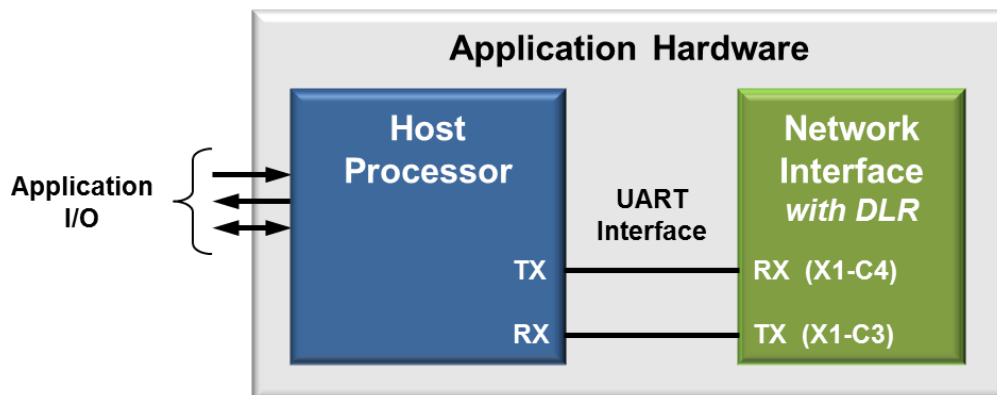 Application Hardware
Application
I/O
Host
Processor
TX
RX
UART
Interface
Network
Interface
with DLR
RX (X1-C4)
TX (X1-C3)